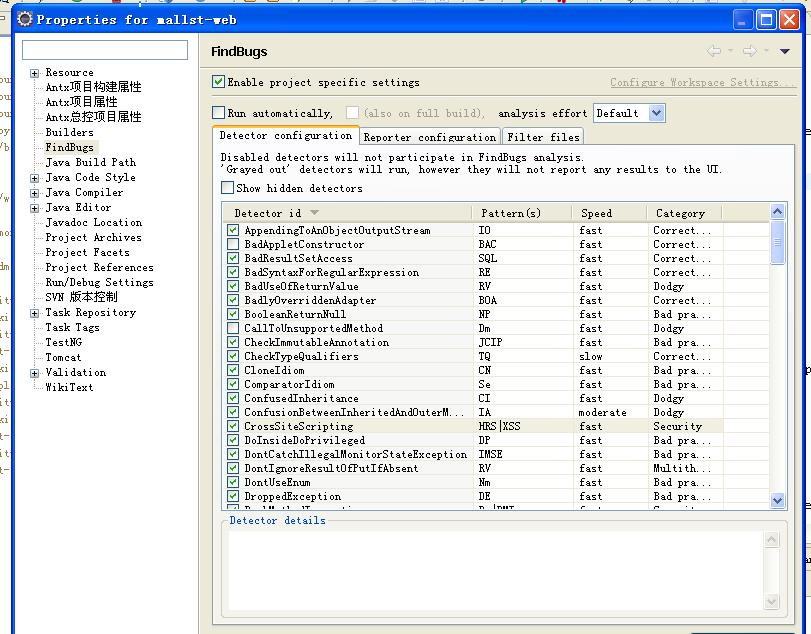 Properties for mallst-web
Resource
Antx项目构建属性
Antx项目属性
Antx总控项目属性
Builders
FindBugs
Java Build Path
Java Code Style
Java Compiler
Java Editor
Javadoc Location
Project Archives
Project Facets
Project References
Run/Debug Settings
SVN 版本控制
Task Repository
Task Tags
TestNG
Tomcat
Validation
WikiText
FindBugs
Enable project specific settings
Configure Workspace Settings...
Run automatically, (also on full build), analysis effort Default
Detector configuration Reporter configuration Filter files
Disabled detectors will not participate in FindBugs analysis.
'Grayed out' detectors will run, however they will not report any results to the UI.
Show hidden detectors
Detector id Pattern(s) Speed Category
AppendingToAnObjectOutputStream IO fast Correct...
BadAppletConstructor BAC fast Correct...
BadResultSetAccess SQL fast Correct...
BadSyntaxForRegularExpression RE fast Correct...
BadUseOfReturnValue RV fast Dodgy
BadlyOverriddenAdapter BOA fast Correct...
BooleanReturnNull NP fast Bad pra...
CallToUnsupportedMethod Dm fast Dodgy
CheckImmutableAnnotation JCIP fast Bad pra...
CheckTypeQualifiers TQ slow Correct...
CloneIdiom CN fast Bad pra...
ComparatorIdiom Se fast Bad pra...
ConfusedInheritance CI fast Dodgy
ConfusionBetweenInheritedAndOuterM... IA moderate Dodgy
CrossSiteScripting HRS|XSS fast Security
DoInsideDoPrivileged DP fast Bad pra...
DontCatchIllegalMonitorStateException IMSE fast Bad pra...
DontIgnoreResultOfPutIfAbsent RV fast Multith...
DontUseEnum Nm fast Bad pra...
DroppedException DE fast Bad pra...
Detector details